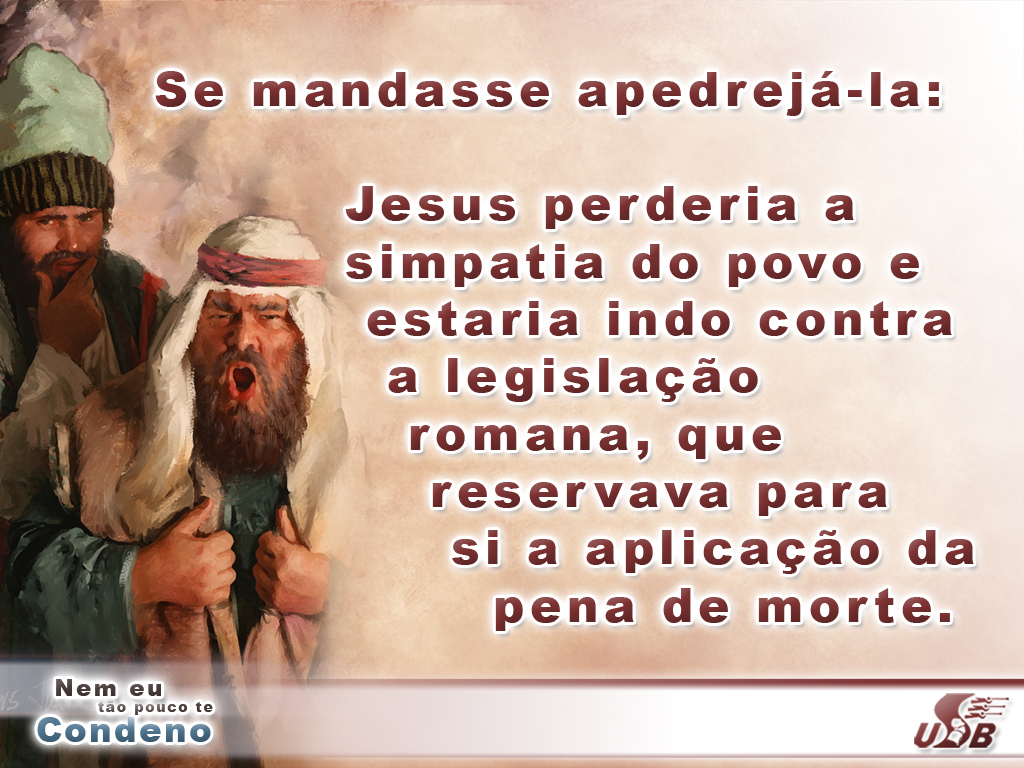 Se mandasse apedrejá-la:
Jesus perderia a
simpatia do povo e
estaria indo contra
a legislação
romana, que
reservava para
si a aplicação da
pena de morte.
Nem eu
tão pouco te
Condeno